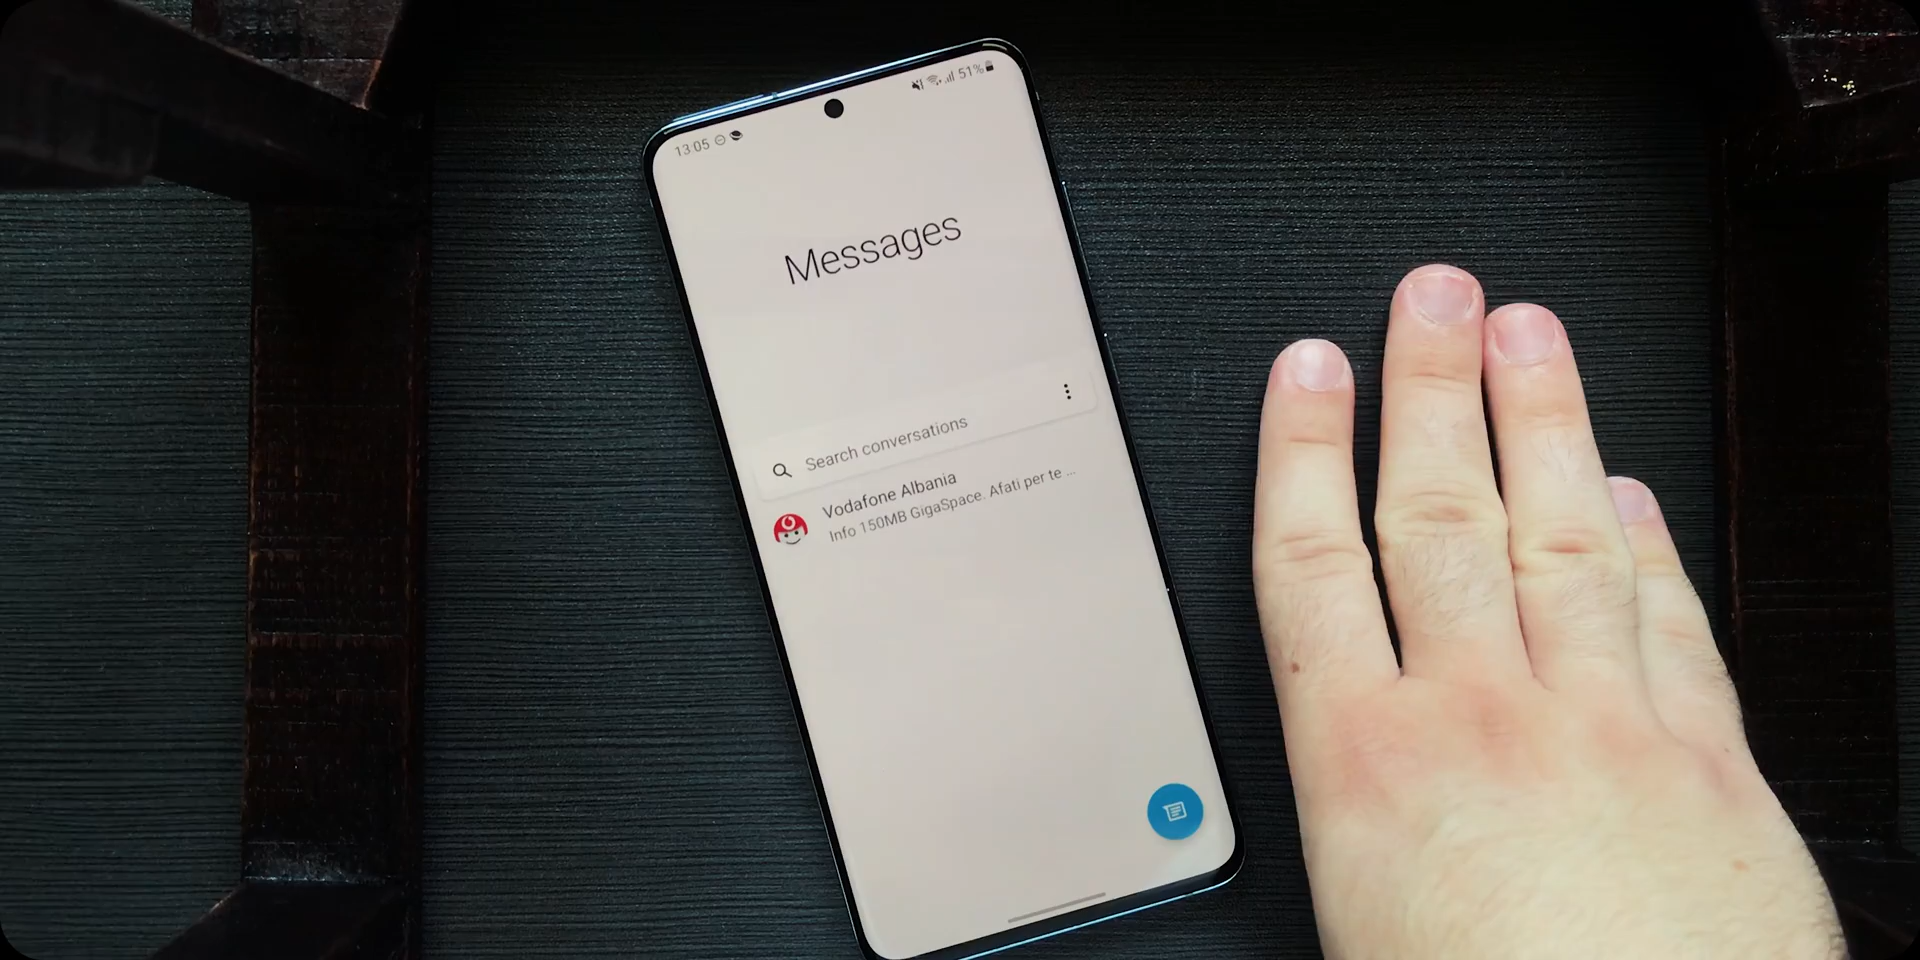 13:05
51%
Messages
Search conversations
Vodafone Albania
Info 150MB GigaSpace. Afati per te ...